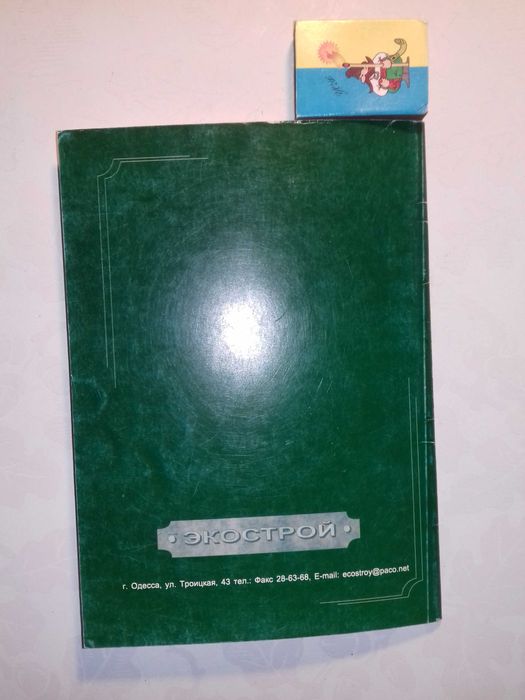 • ЭКОСТРОЙ •
г. Одесса, ул. Троицкая, 43 тел.: Факс 28-63-68, E-mail: ecostroy@paco.net